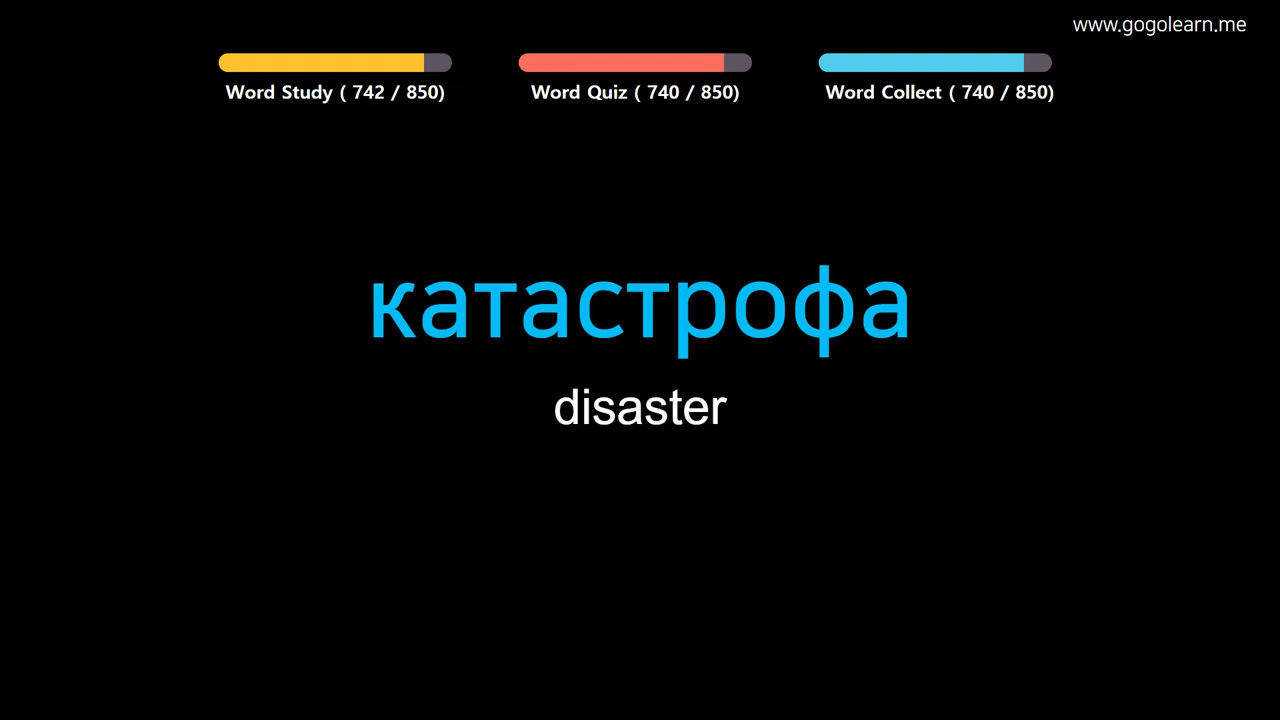 www.gogolearn.me
Word Study ( 742 / 850)
Word Quiz ( 740 / 850)
Word Collect ( 740 / 850)
катастрофа
disaster